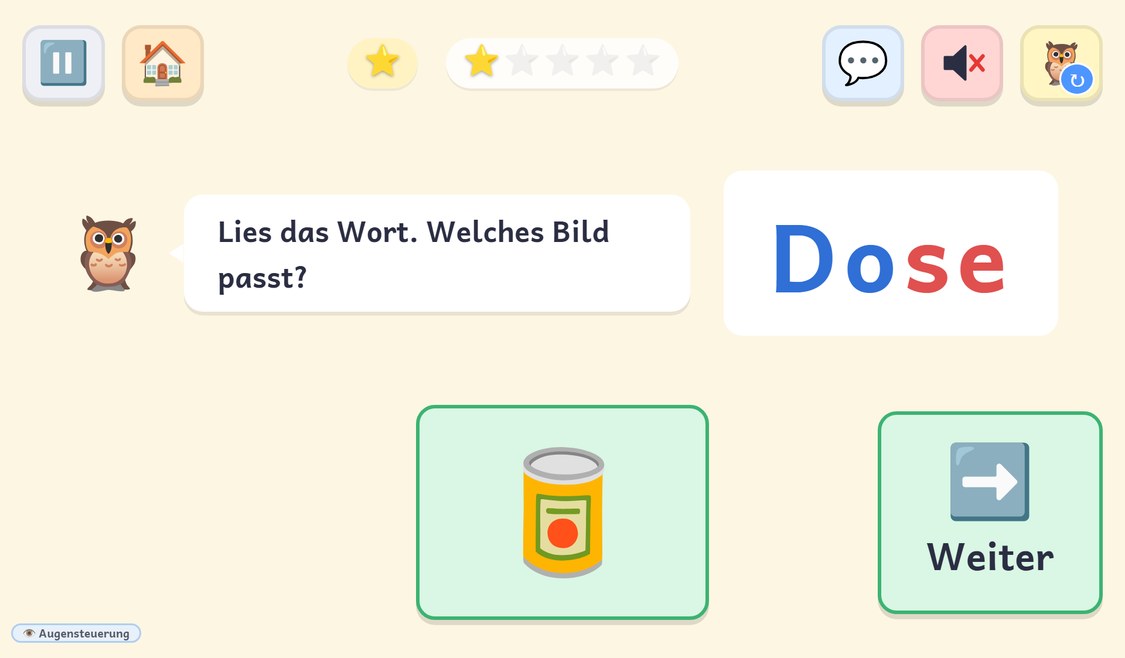 Lies das Wort. Welches Bild
passt?
Dose
Weiter
Augensteuerung